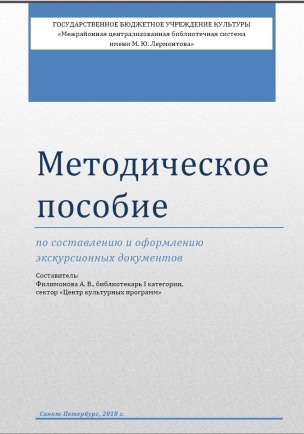 ГОСУДАРСТВЕННОЕ БЮДЖЕТНОЕ УЧРЕЖДЕНИЕ КУЛЬТУРЫ
«Межрайонная централизованная библиотечная система
имени М. Ю. Лермонтова»
Методическое
пособие
по составлению и оформлению
экскурсионных документов
Составитель:
Филимонова А. В., библиотекарь I категории,
сектор «Центр культурных программ»
Санкт-Петербург, 2018 г.